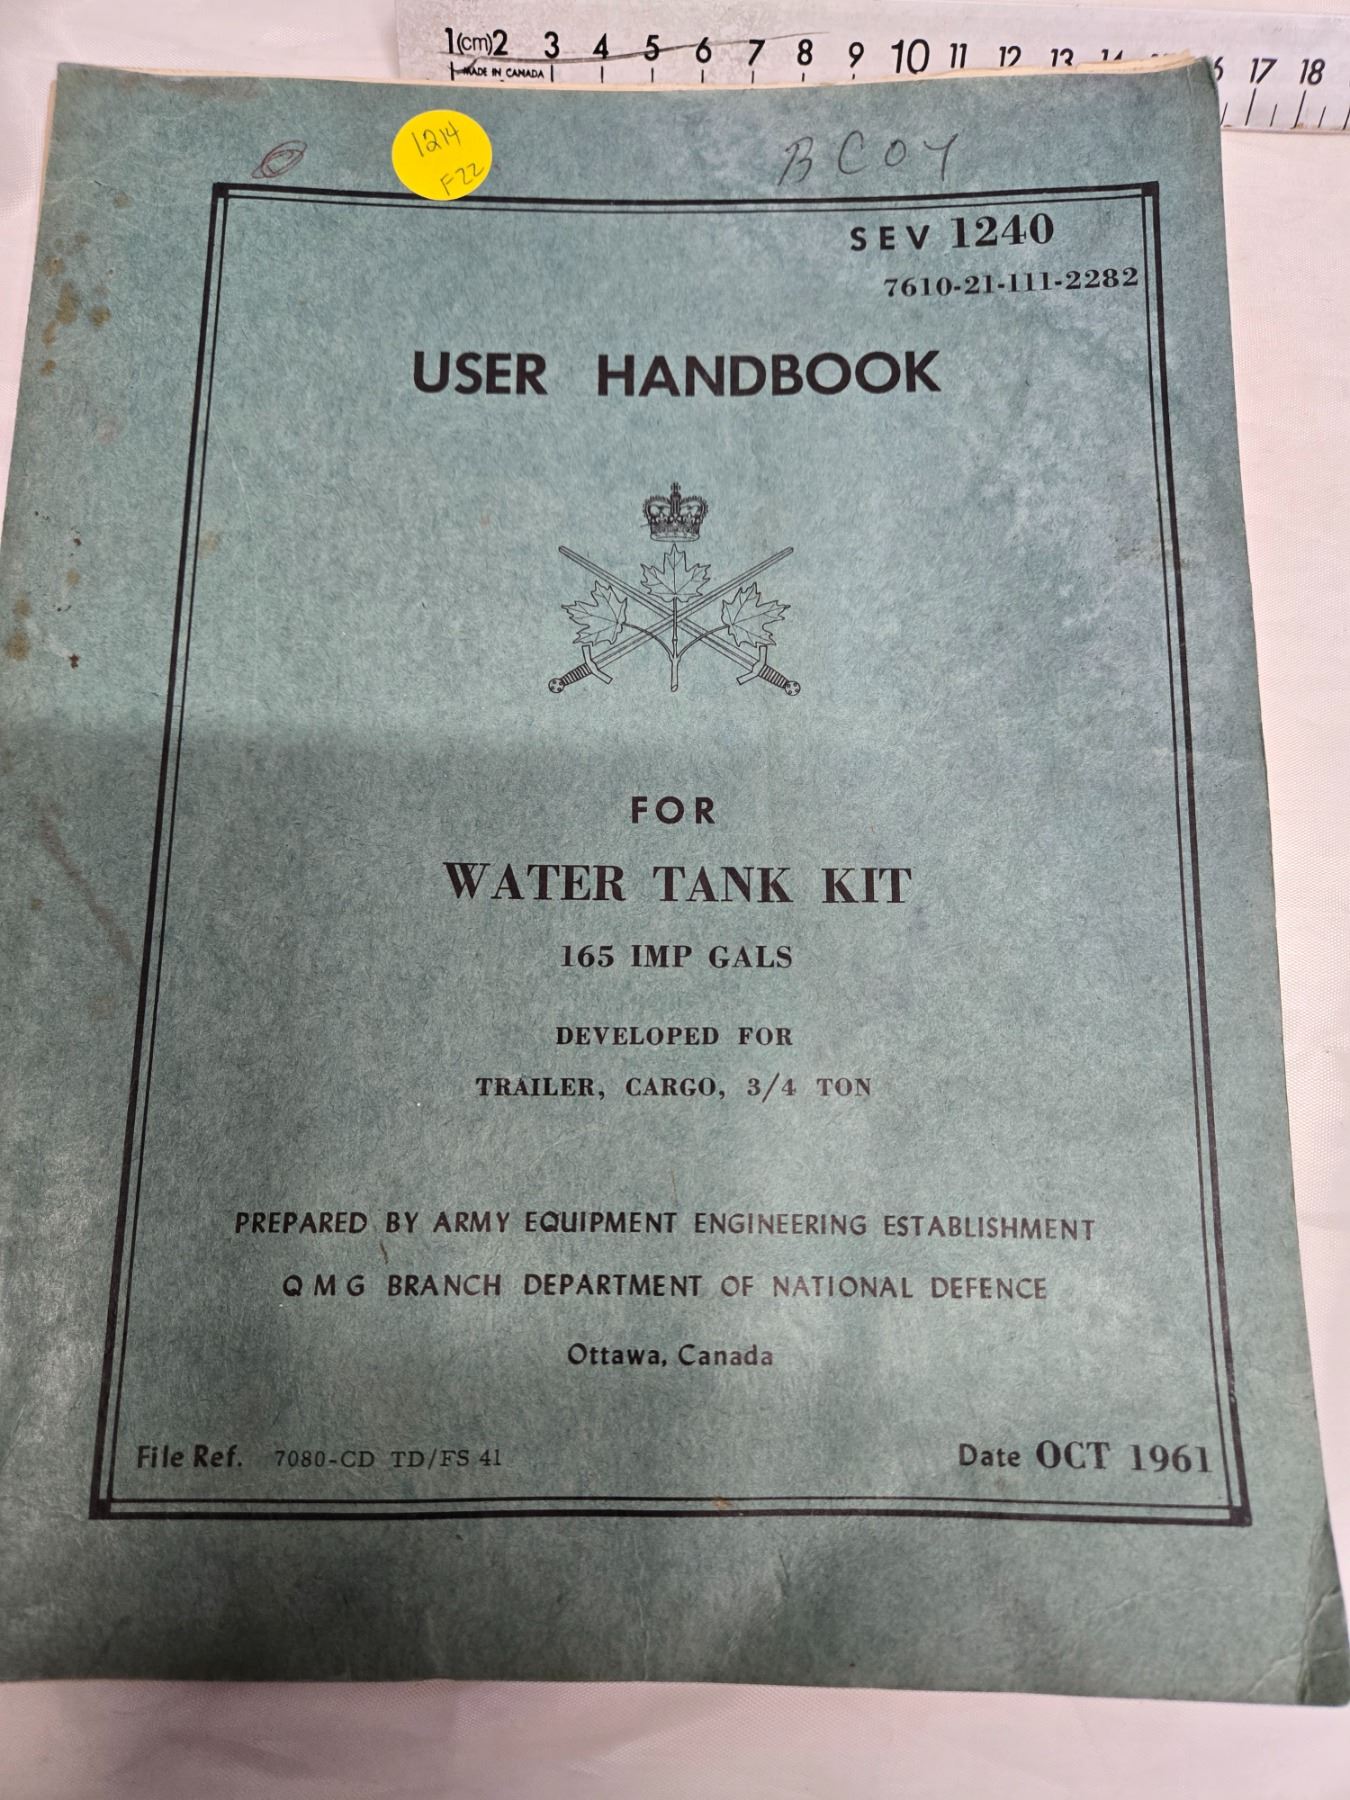 1(cm) 2 3 4 5 6 7 8 9 10 11 12 13 14 17 18
MADE IN CANADA
1214
F22
B COY
SEV 1240
7610-21-111-2282
USER HANDBOOK
FOR
WATER TANK KIT
165 IMP GALS
DEVELOPED FOR
TRAILER, CARGO, 3/4 TON
PREPARED BY ARMY EQUIPMENT ENGINEERING ESTABLISHMENT
Q M G BRANCH DEPARTMENT OF NATIONAL DEFENCE
Ottawa, Canada
File Ref. 7080-CD TD/FS 41
Date OCT 1961